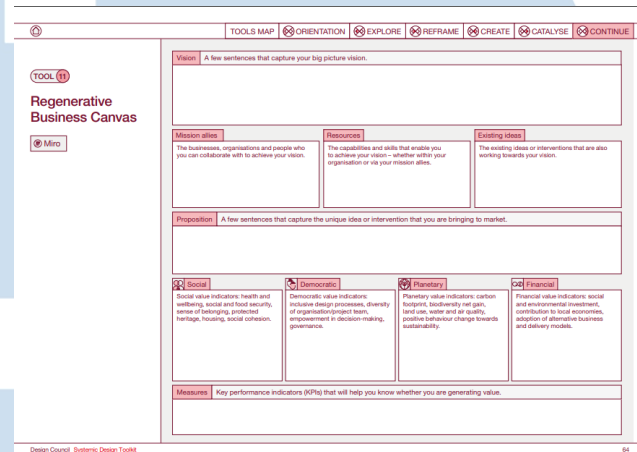 TOOLS MAP ORIENTATION EXPLORE REFRAME CREATE CATALYSE CONTINUE
TOOL 11
Regenerative
Business Canvas
Miro
Vision A few sentences that capture your big picture vision.
Mission allies
The businesses, organisations and people who
you can collaborate with to achieve your vision.
Resources
The capabilities and skills that enable you
to achieve your vision – whether within your
organisation or via your mission allies.
Existing ideas
The existing ideas or interventions that are also
working towards your vision.
Proposition A few sentences that capture the unique idea or intervention that you are bringing to market.
Social
Social value indicators: health and
wellbeing, social and food security,
sense of belonging, protected
heritage, housing, social cohesion.
Democratic
Democratic value indicators:
inclusive design processes, diversity
of organisation/project team,
empowerment in decision-making,
governance.
Planetary
Planetary value indicators: carbon
footprint, biodiversity net gain,
land use, water and air quality,
positive behaviour change towards
sustainability.
Financial
Financial value indicators: social
and environmental investment,
contribution to local economies,
adoption of alternative business
and delivery models.
Measures Key performance indicators (KPIs) that will help you know whether you are generating value.
Design Council Systemic Design Toolkit 64